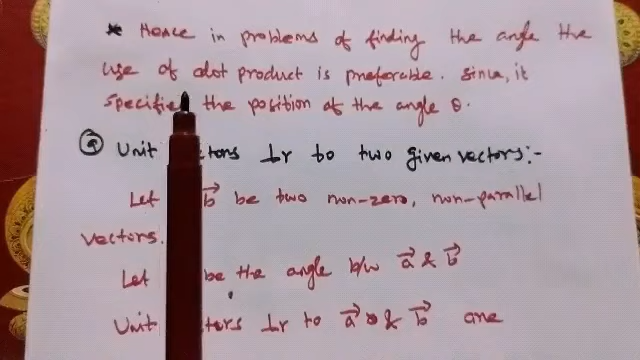 * Hence in problems of finding the angle the
use of dot product is preferable. Since, it
specifie the position of the angle θ.
(a) Unit tors ⊥r to two given vectors:-
Let b⃗ be two non-zero, non-parallel
vectors.
Let be the angle b/w a⃗ & b⃗
Unit tors ⊥r to a⃗ & b⃗ are